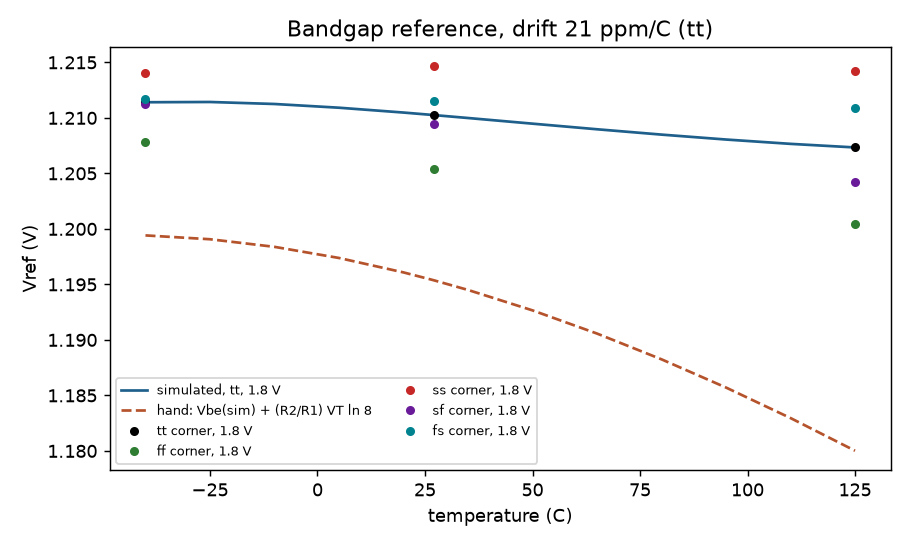 Bandgap reference, drift 21 ppm/C (tt)
Vref (V)
1.215
1.210
1.205
1.200
1.195
1.190
1.185
1.180
simulated, tt, 1.8 V
hand: Vbe(sim) + (R2/R1) VT ln 8
tt corner, 1.8 V
ff corner, 1.8 V
ss corner, 1.8 V
sf corner, 1.8 V
fs corner, 1.8 V
−25 0 25 50 75 100 125
temperature (C)